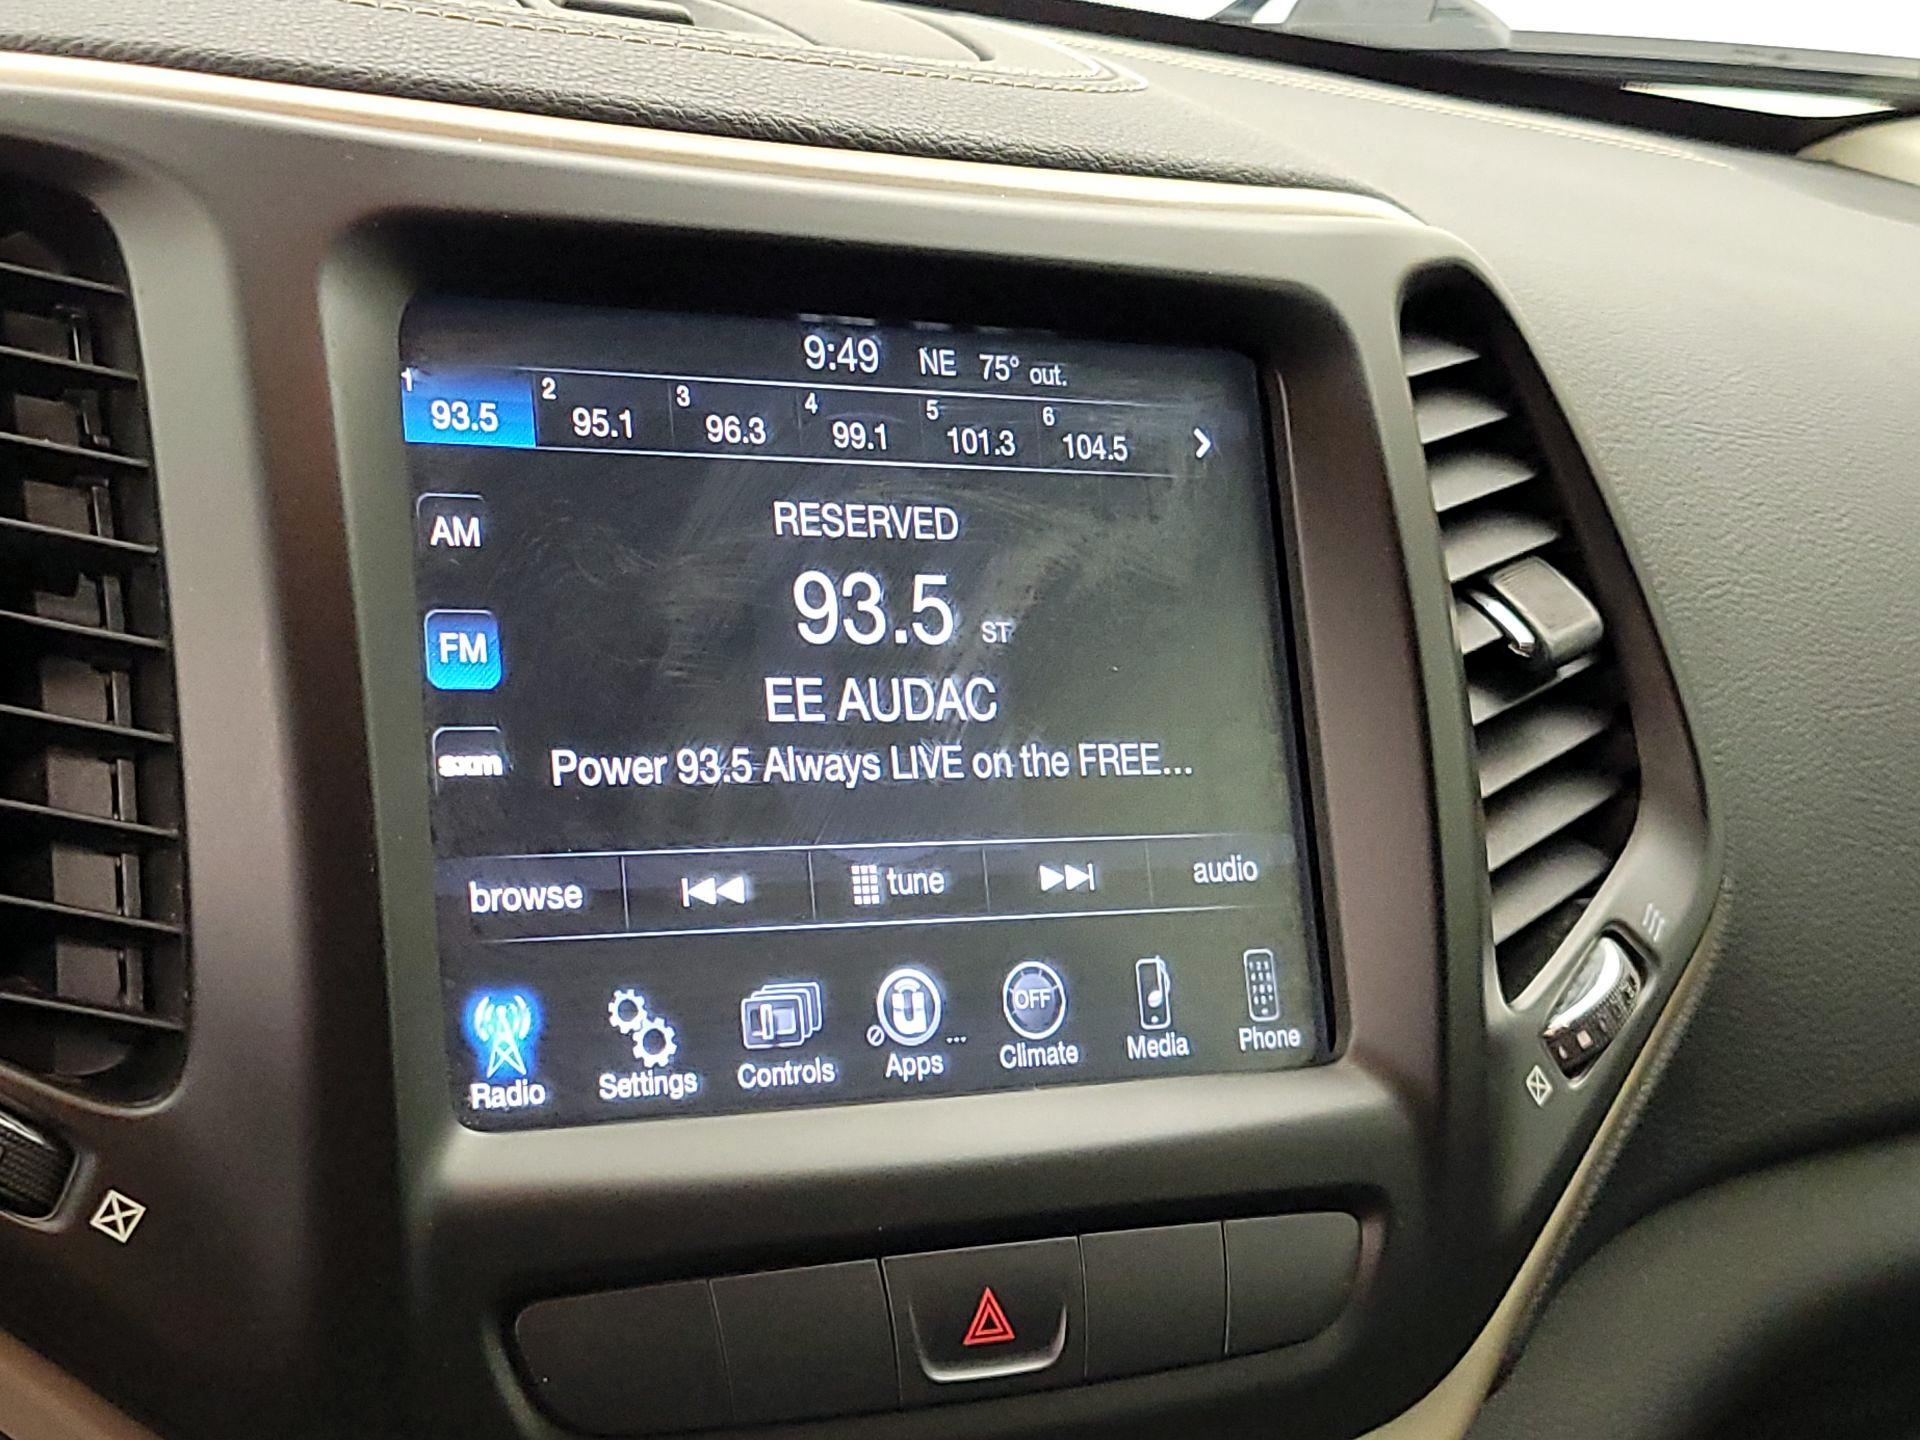 9:49 NE 75° out.
1 93.5 2 95.1 3 96.3 4 99.1 5 101.3 6 104.5
AM
RESERVED
93.5 ST
FM
EE AUDAC
sxm
Power 93.5 Always LIVE on the FREE...
browse tune audio
OFF
Radio Settings Controls Apps ... Climate Media Phone